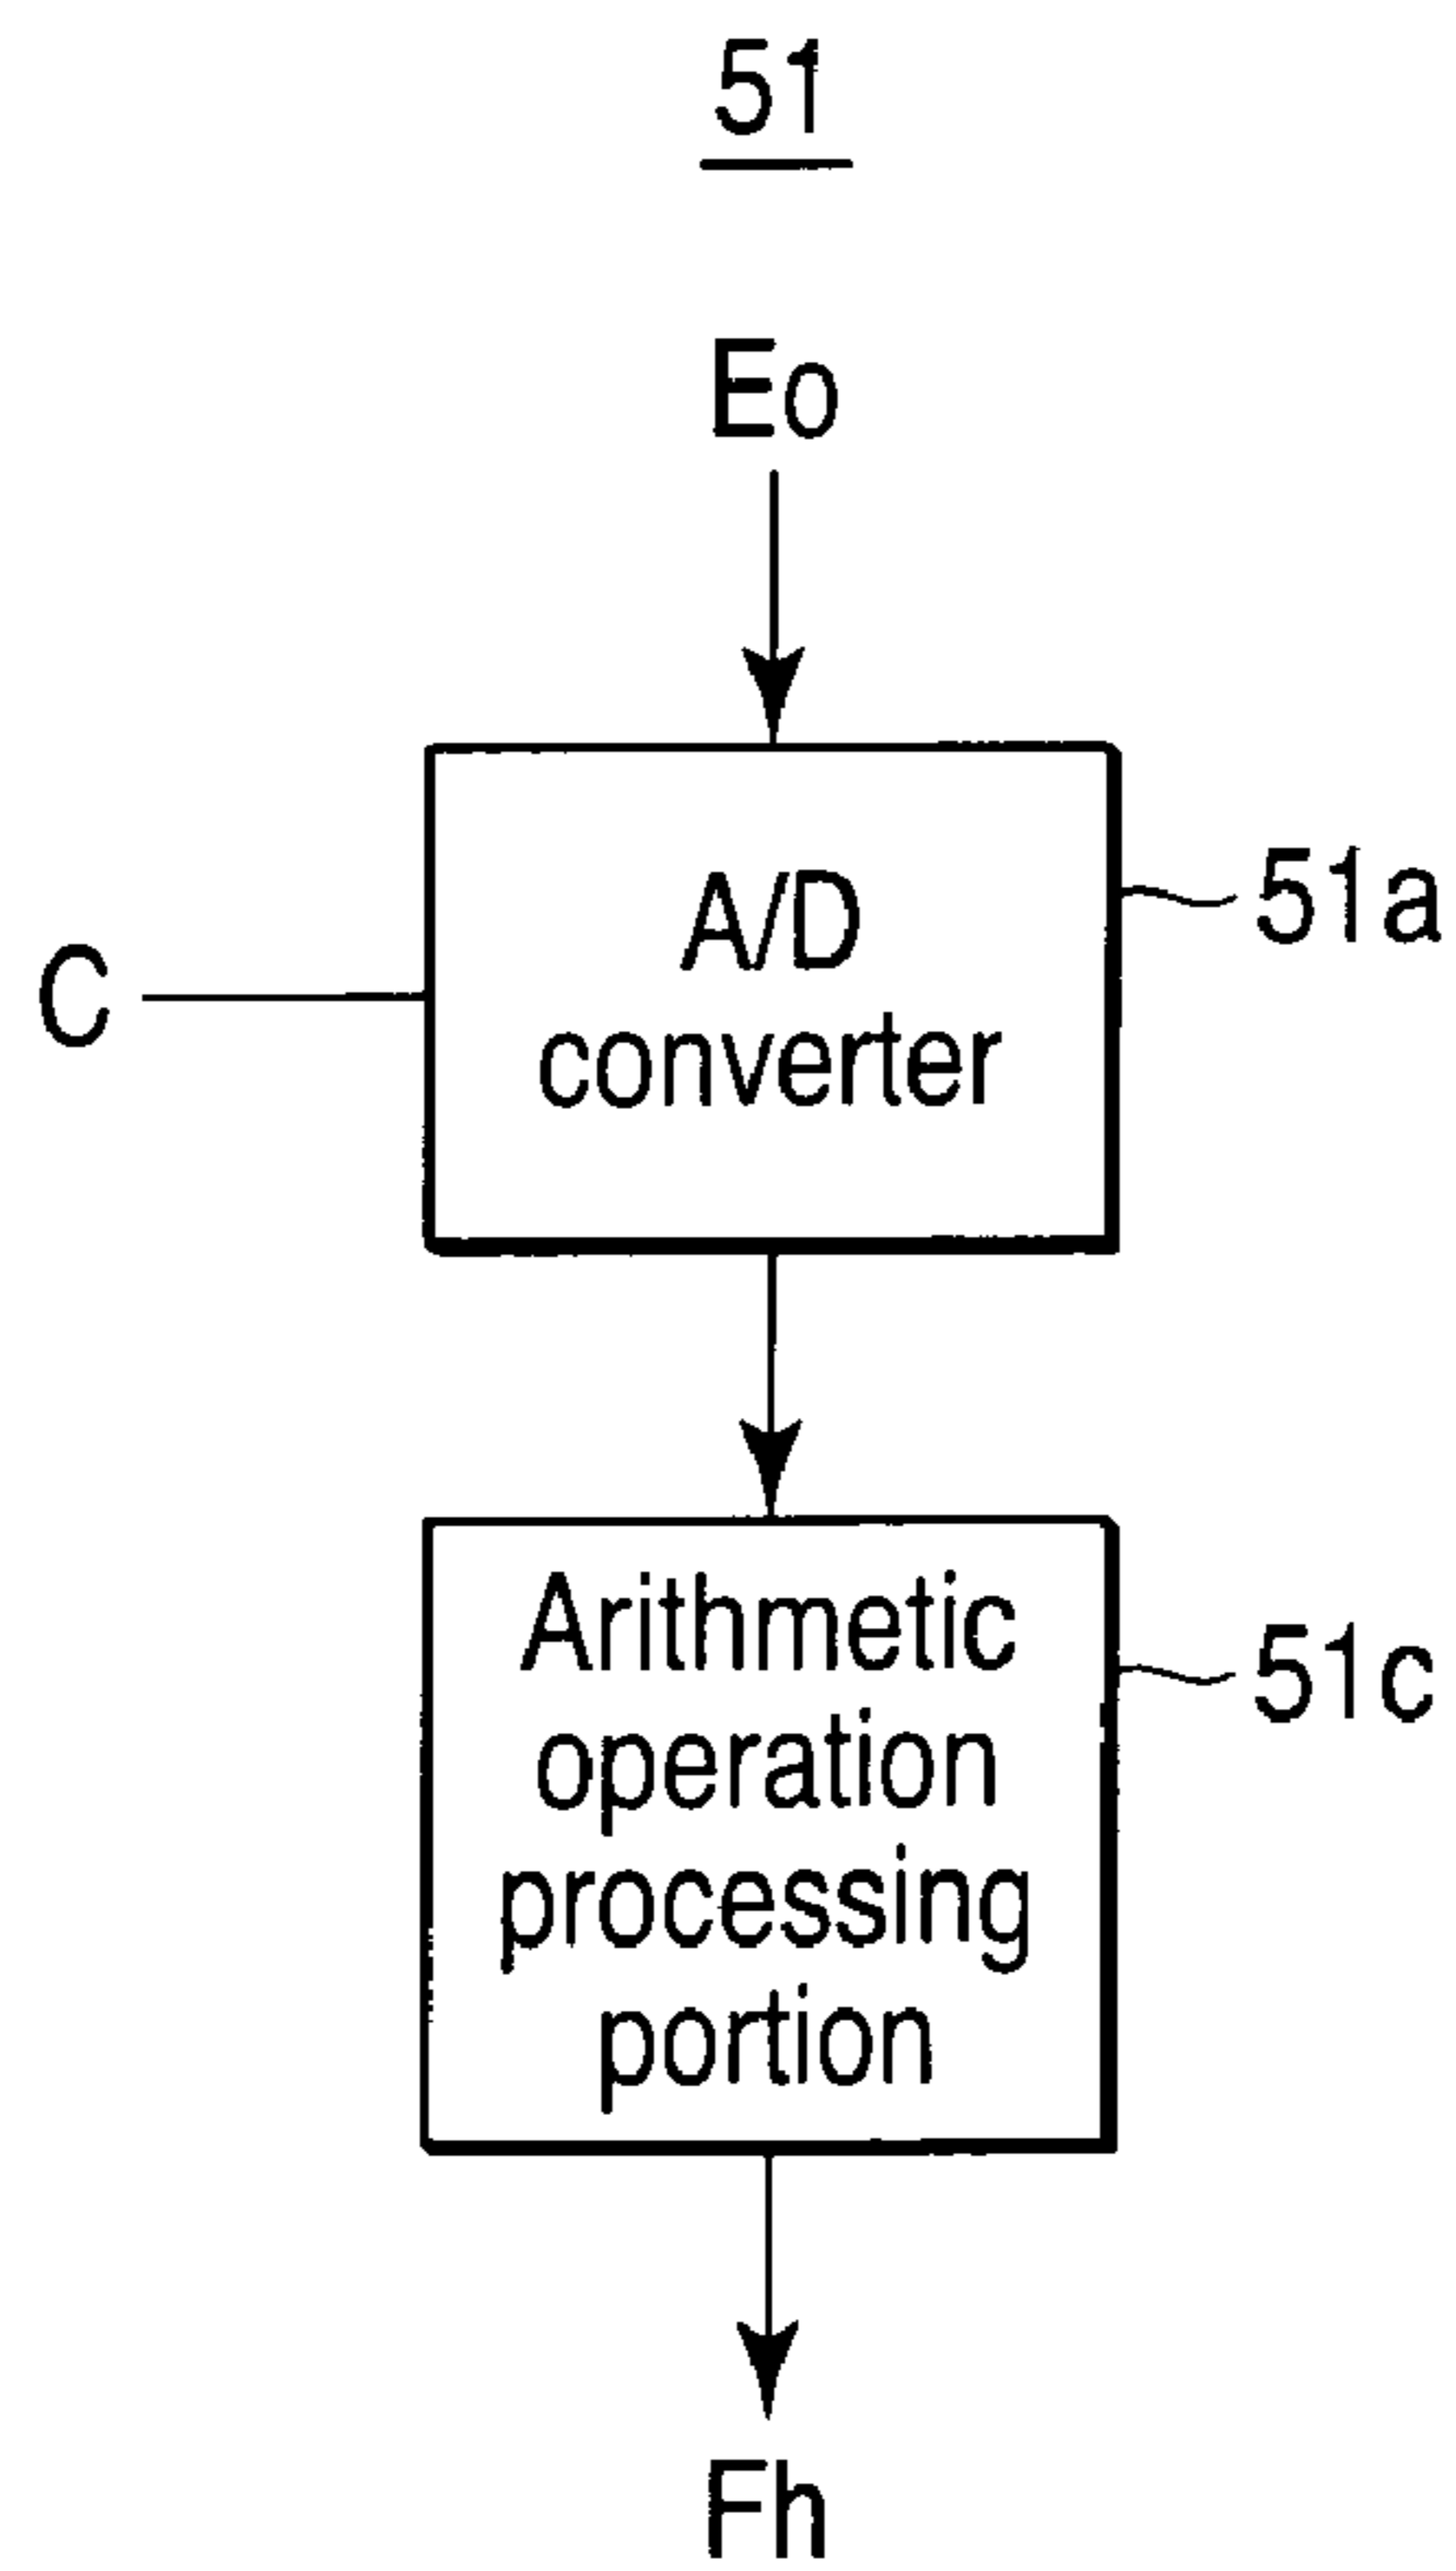 51
Eo
A/D
converter
51a
C
Arithmetic
operation
processing
portion
51c
Fh